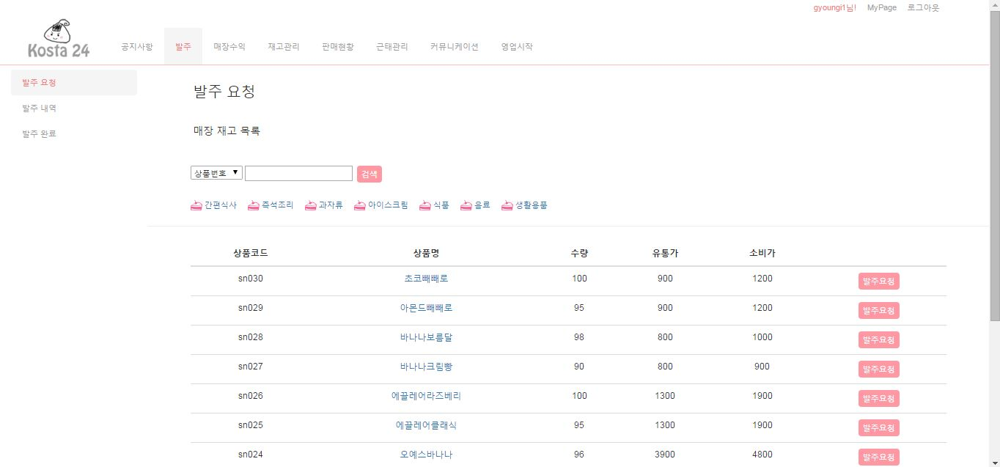 gyoungi1님! MyPage 로그아웃
Kosta 24
공지사항 발주 매장수익 재고관리 판매현황 근태관리 커뮤니케이션 영업시작
발주 요청
발주 내역
발주 완료
발주 요청
매장 재고 목록
상품번호 ▼ 검색
간편식사 즉석조리 과자류 아이스크림 식품 음료 생활용품
상품코드 상품명 수량 유통가 소비가
sn030 초코빼빼로 100 900 1200 발주요청
sn029 아몬드빼빼로 95 900 1200 발주요청
sn028 바나나보름달 98 800 1000 발주요청
sn027 바나나크림빵 90 800 900 발주요청
sn026 에끌레어라즈베리 100 1300 1900 발주요청
sn025 에끌레어클래식 95 1300 1900 발주요청
sn024 오예스바나나 96 3900 4800 발주요청